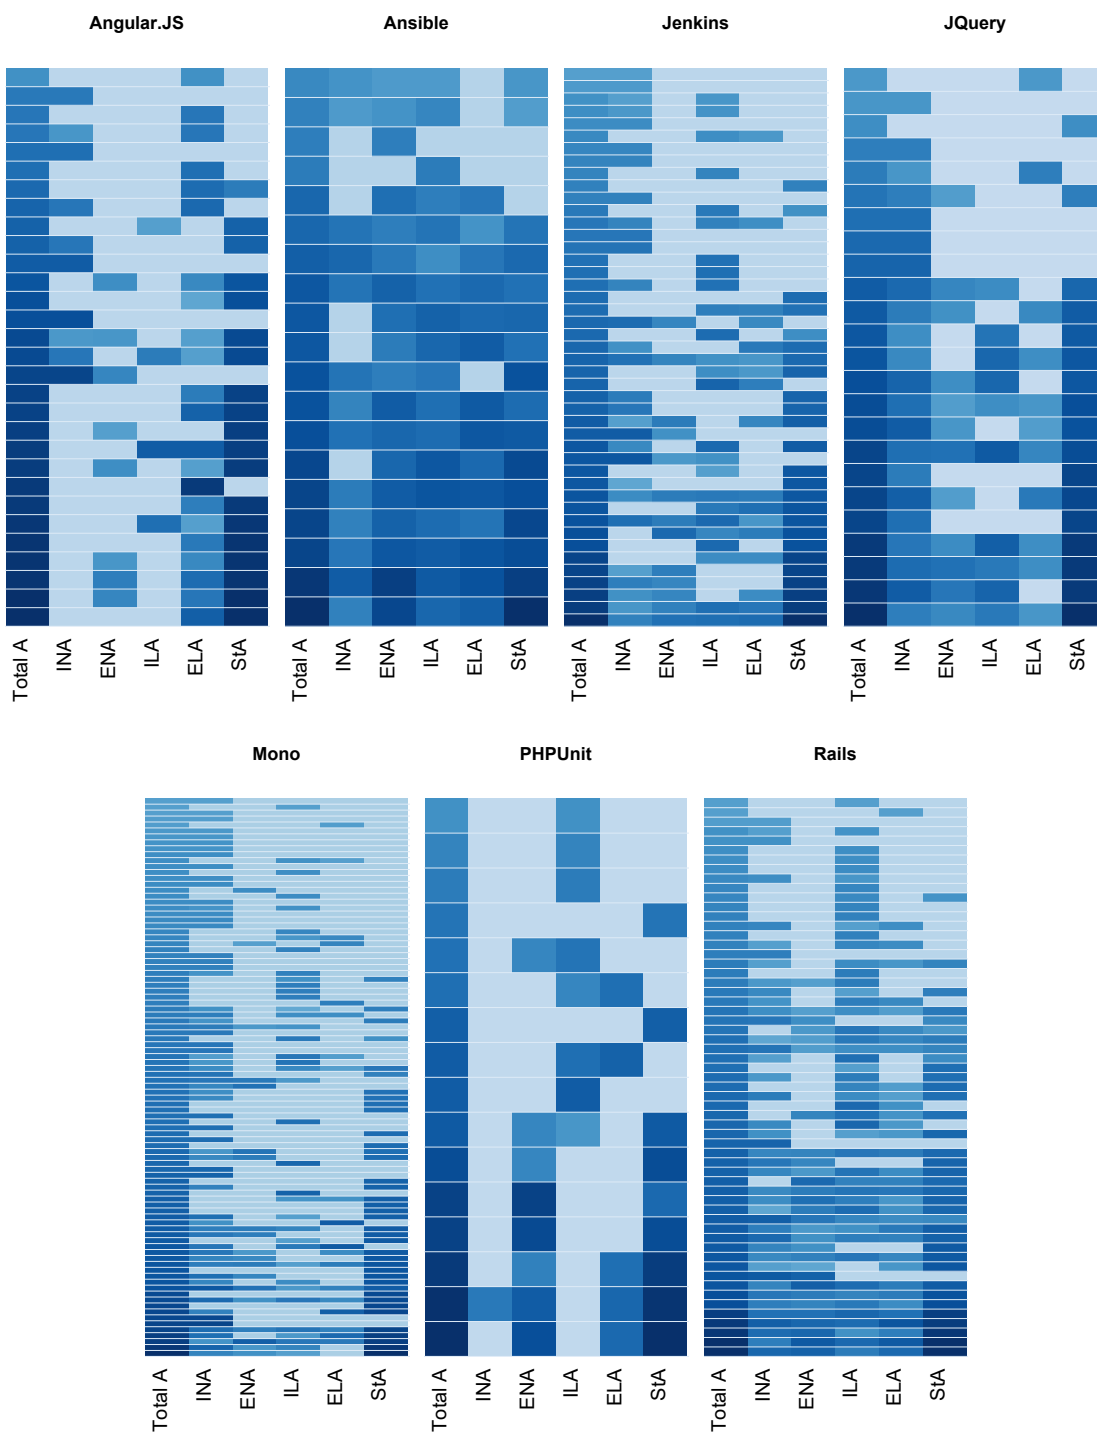 Angular.JS Ansible Jenkins JQuery
Total A INA ENA ILA ELA StA Total A INA ENA ILA ELA StA Total A INA ENA ILA ELA StA Total A INA ENA ILA ELA StA
Mono PHPUnit Rails
Total A INA ENA ILA ELA StA Total A INA ENA ILA ELA StA Total A INA ENA ILA ELA StA